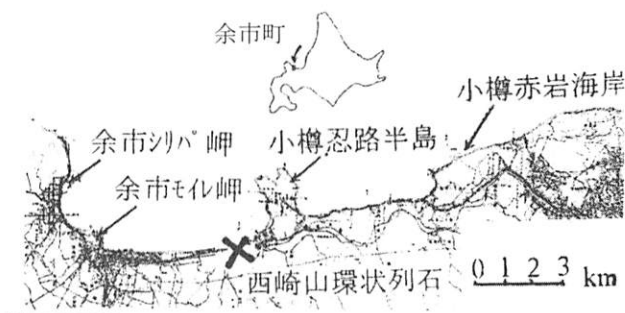 余市町
小樽赤岩海岸
余市ｼﾘﾊﾟ岬
小樽忍路半島
余市ﾓｲﾚ岬
西崎山環状列石
0 1 2 3 km